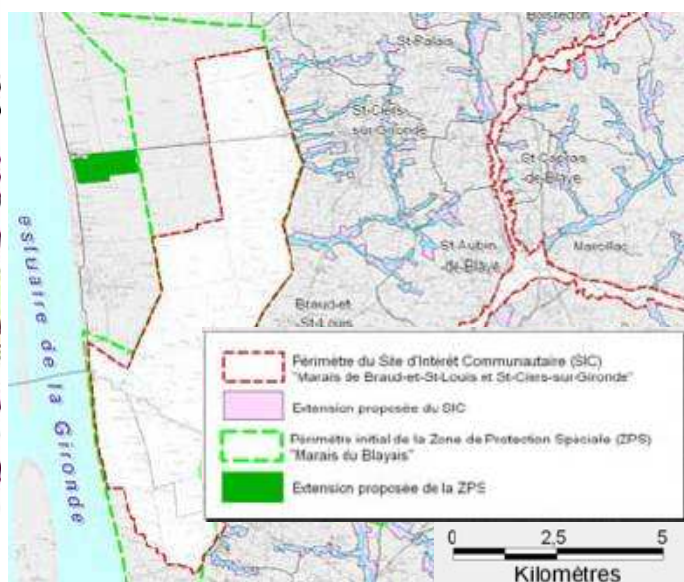 Boisredon
St-Palais
St-Ciers
-sur-Gironde
St Caprais
-de-Blaye
St Aubin
-de-Blaye
Marcillac
Braud-et
-St-Louis
estuaire de la Gironde
Périmètre du Site d'Intérêt Communautaire (SIC)
"Marais de Braud-et-St-Louis et St-Ciers-sur-Gironde"
Extension proposée du SIC
Périmètre initial de la Zone de Protection Spéciale (ZPS)
"Marais du Blayais"
Extension proposée de la ZPS
0 2,5 5
Kilomètres